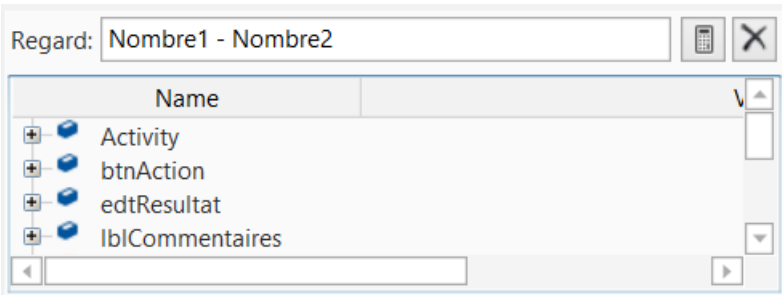 Regard: Nombre1 - Nombre2
Name V
Activity
btnAction
edtResultat
lblCommentaires